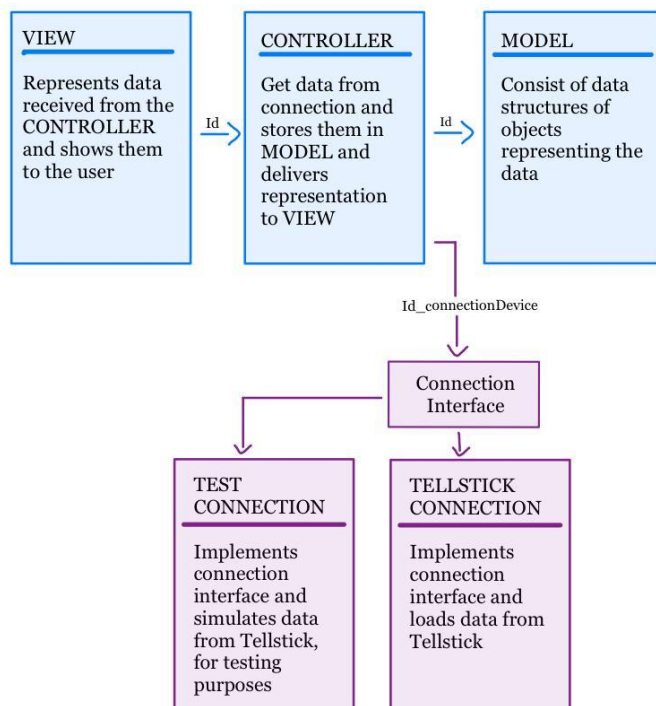 VIEW
Represents data
received from the
CONTROLLER
and shows them
to the user
Id
CONTROLLER
Get data from
connection and
stores them in
MODEL and
delivers
representation
to VIEW
Id
MODEL
Consist of data
structures of
objects
representing the
data
Id_connectionDevice
Connection
Interface
TEST
CONNECTION
Implements
connection
interface and
simulates data
from Tellstick,
for testing
purposes
TELLSTICK
CONNECTION
Implements
connection
interface and
loads data from
Tellstick